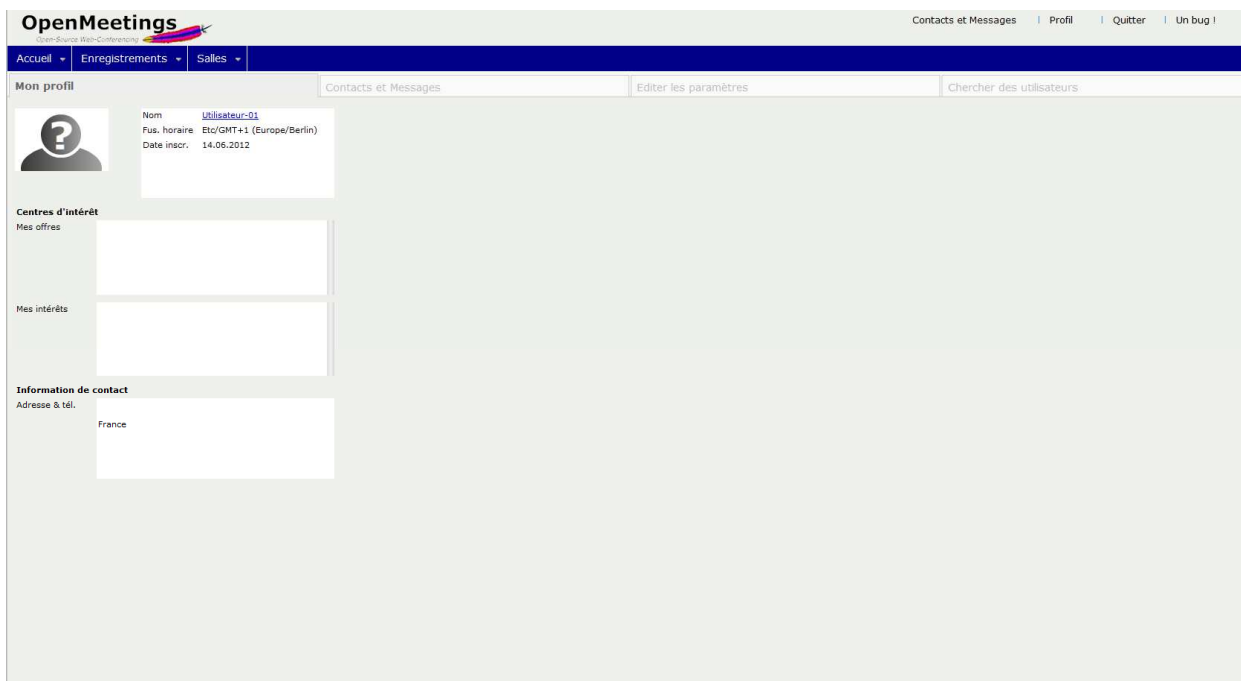 OpenMeetings
Open-Source Web-Conferencing
Contacts et Messages | Profil | Quitter | Un bug !
Accueil Enregistrements Salles
Mon profil Contacts et Messages Editer les paramètres Chercher des utilisateurs
Nom Utilisateur-01
Fus. horaire Etc/GMT+1 (Europe/Berlin)
Date inscr. 14.06.2012
Centres d'intérêt
Mes offres
Mes intérêts
Information de contact
Adresse & tél.
France